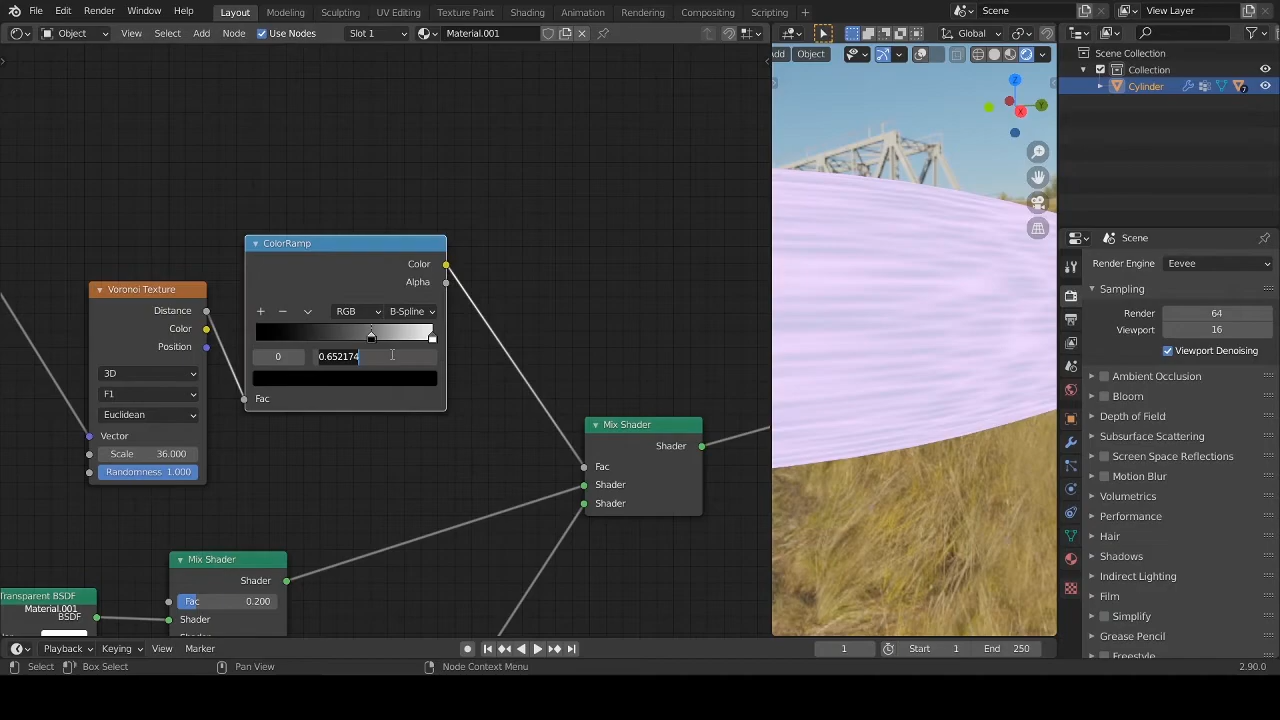 File Edit Render Window Help Layout Modeling Sculpting UV Editing Texture Paint Shading Animation Rendering Compositing Scripting + Scene View Layer
Object View Select Add Node Use Nodes Slot 1 Material.001 Global
Object
Scene Collection
Collection
Cylinder
Scene
Render Engine Eevee
Sampling
Render 64
Viewport 16
Viewport Denoising
Ambient Occlusion
Bloom
Depth of Field
Subsurface Scattering
Screen Space Reflections
Motion Blur
Volumetrics
Performance
Hair
Shadows
Indirect Lighting
Film
Simplify
Grease Pencil
Freestyle
ColorRamp
Color
Alpha
RGB B-Spline
0 0.652174
Fac
Voronoi Texture
Distance
Color
Position
3D
F1
Euclidean
Vector
Scale 36.000
Randomness 1.000
Mix Shader
Shader
Fac
Shader
Shader
Mix Shader
Shader
Fac 0.200
Shader
Transparent BSDF
Material.001
BSDF
Z
Y
X
Playback Keying View Marker 1 Start 1 End 250
Select Box Select Pan View Node Context Menu 2.90.0